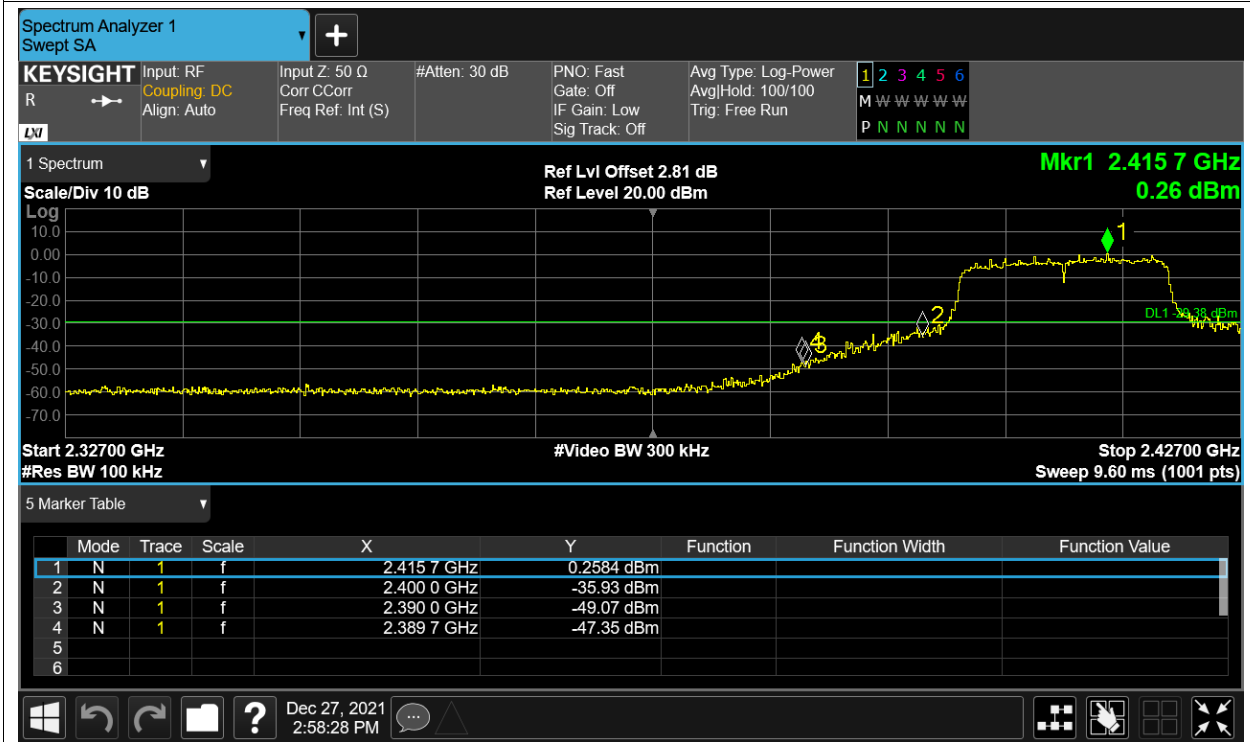 Spectrum Analyzer 1
Swept SA
KEYSIGHT
R
LXI
Input: RF
Coupling: DC
Align: Auto
Input Z: 50 Ω
Corr CCorr
Freq Ref: Int (S)
#Atten: 30 dB
PNO: Fast
Gate: Off
IF Gain: Low
Sig Track: Off
Avg Type: Log-Power
Avg|Hold: 100/100
Trig: Free Run
1 2 3 4 5 6
M W W W W W
P N N N N N
1 Spectrum
Scale/Div 10 dB
Ref Lvl Offset 2.81 dB
Ref Level 20.00 dBm
Mkr1 2.415 7 GHz
0.26 dBm
Log
10.0
0.00
-10.0
-20.0
-30.0
-40.0
-50.0
-60.0
-70.0
1
2
4
3
DL1 -29.38 dBm
Start 2.32700 GHz
#Video BW 300 kHz
Stop 2.42700 GHz
#Res BW 100 kHz
Sweep 9.60 ms (1001 pts)
5 Marker Table
Mode Trace Scale X Y Function Function Width Function Value
1 N 1 f 2.415 7 GHz 0.2584 dBm
2 N 1 f 2.400 0 GHz -35.93 dBm
3 N 1 f 2.390 0 GHz -49.07 dBm
4 N 1 f 2.389 7 GHz -47.35 dBm
5
6
?
Dec 27, 2021
2:58:28 PM